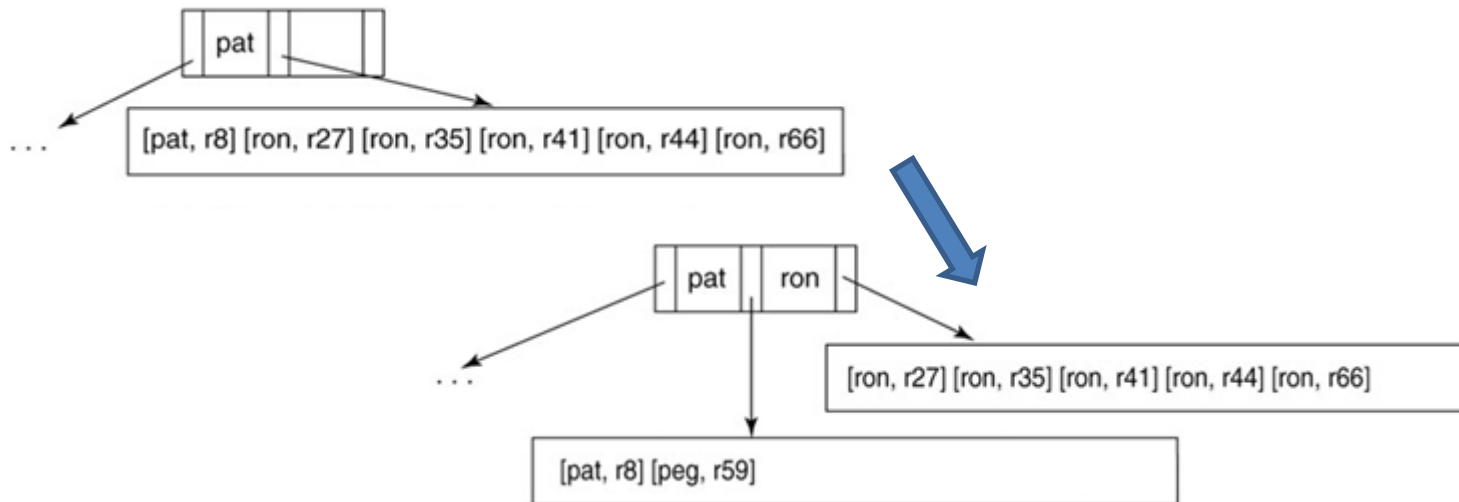 pat
[pat, r8] [ron, r27] [ron, r35] [ron, r41] [ron, r44] [ron, r66]
. . .
pat ron
. . .
[ron, r27] [ron, r35] [ron, r41] [ron, r44] [ron, r66]
[pat, r8] [peg, r59]